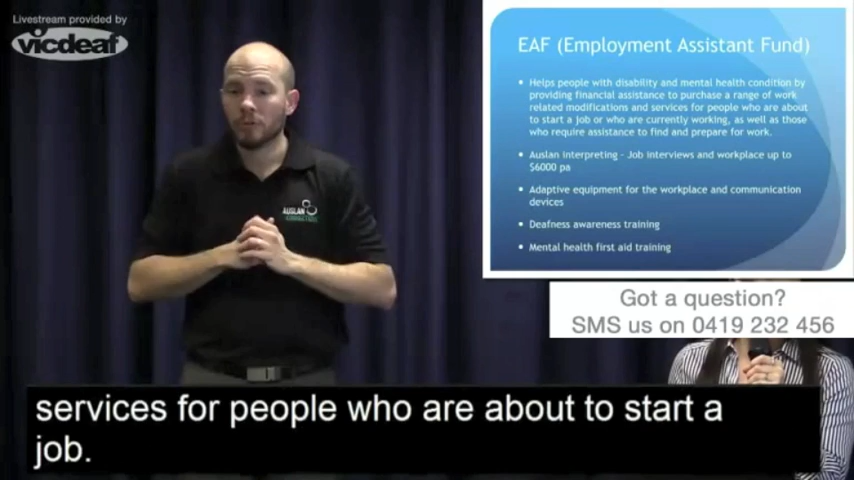 Livestream provided by
vicdeaf
EAF (Employment Assistant Fund)
Helps people with disability and mental health condition by
providing financial assistance to purchase a range of work
related modifications and services for people who are about
to start a job or who are currently working, as well as those
who require assistance to find and prepare for work.
Auslan interpreting - Job interviews and workplace up to
$6000 pa
Adaptive equipment for the workplace and communication
devices
Deafness awareness training
Mental health first aid training
AUSLAN
Got a question?
SMS us on 0419 232 456
services for people who are about to start a
job.